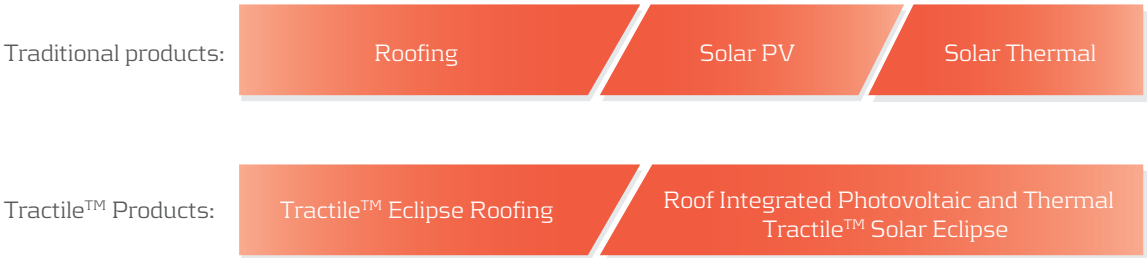 Traditional products:
Roofing
Solar PV
Solar Thermal
Tractile™ Products:
Tractile™ Eclipse Roofing
Roof Integrated Photovoltaic and Thermal
Tractile™ Solar Eclipse